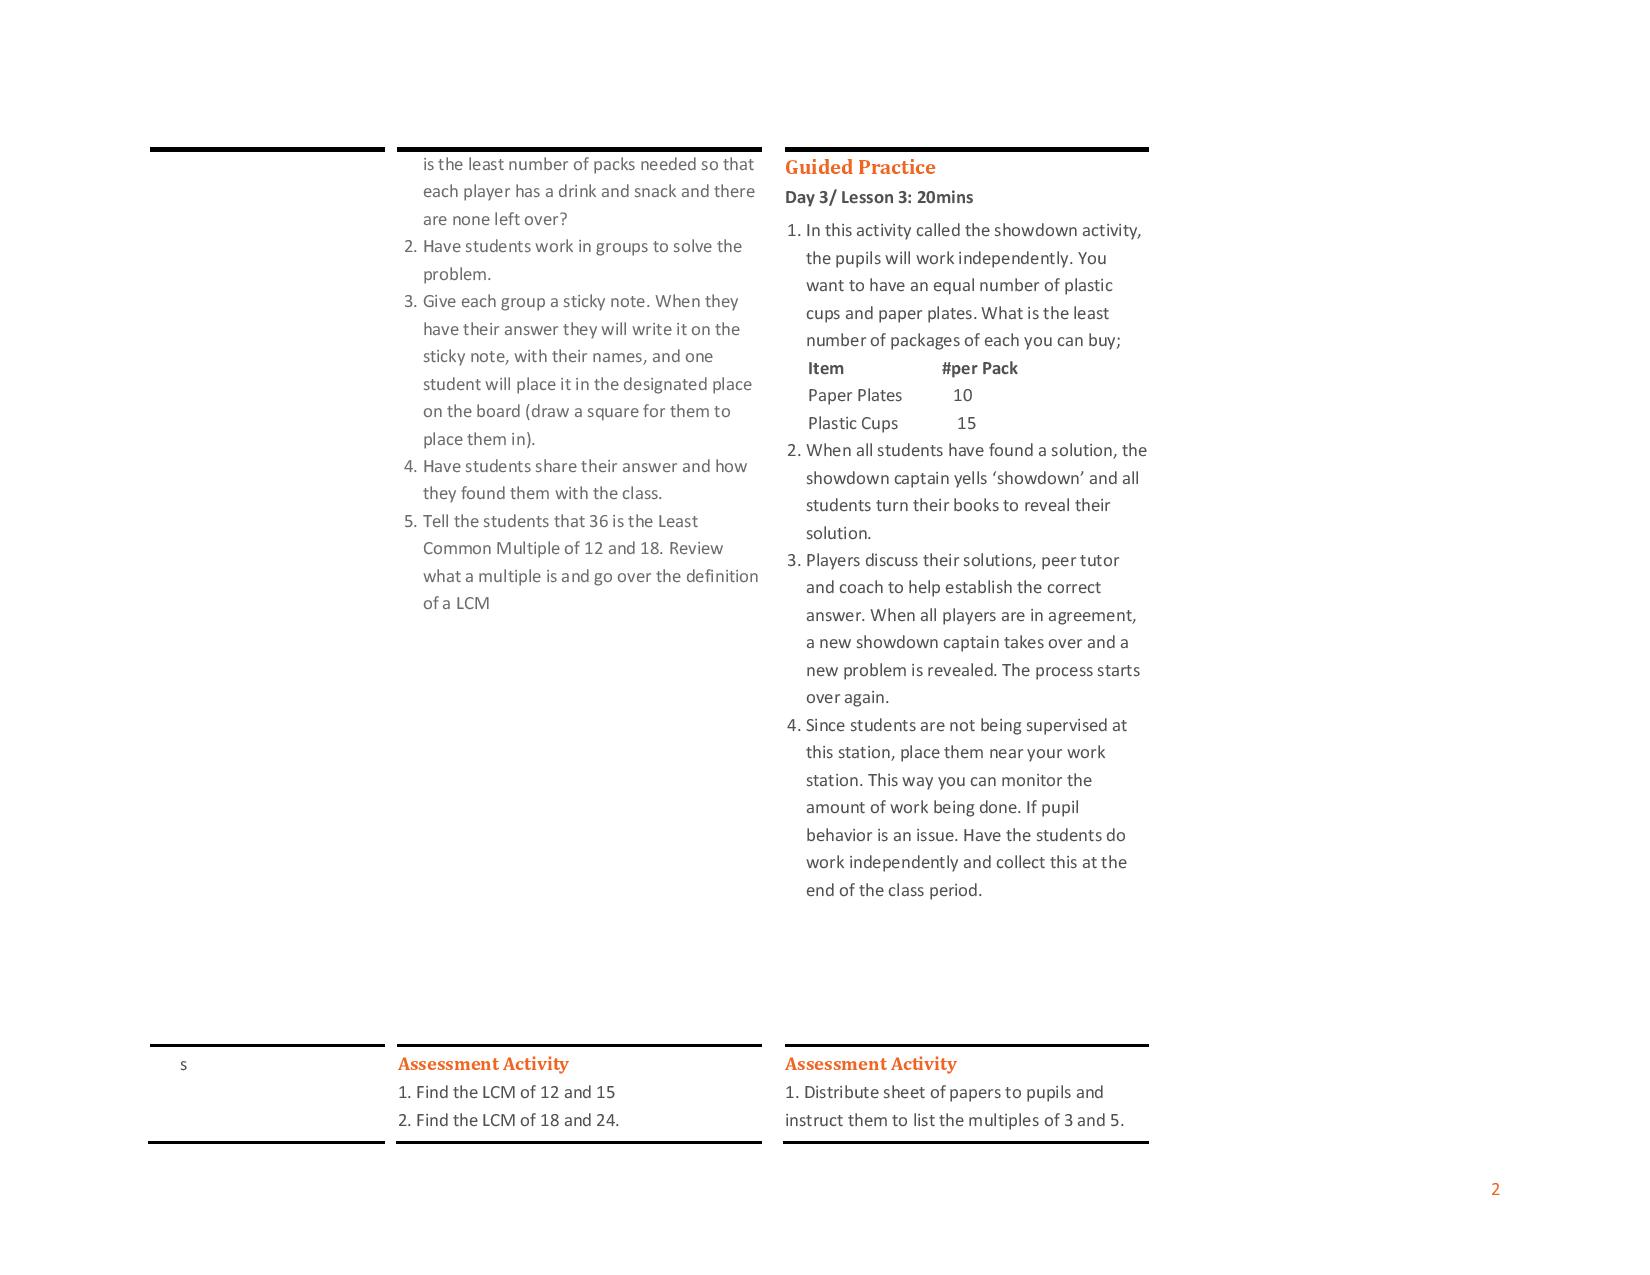 is the least number of packs needed so that
each player has a drink and snack and there
are none left over?
2. Have students work in groups to solve the
problem.
3. Give each group a sticky note. When they
have their answer they will write it on the
sticky note, with their names, and one
student will place it in the designated place
on the board (draw a square for them to
place them in).
4. Have students share their answer and how
they found them with the class.
5. Tell the students that 36 is the Least
Common Multiple of 12 and 18. Review
what a multiple is and go over the definition
of a LCM
Guided Practice
Day 3/ Lesson 3: 20mins
1. In this activity called the showdown activity,
the pupils will work independently. You
want to have an equal number of plastic
cups and paper plates. What is the least
number of packages of each you can buy;
Item #per Pack
Paper Plates 10
Plastic Cups 15
2. When all students have found a solution, the
showdown captain yells ‘showdown’ and all
students turn their books to reveal their
solution.
3. Players discuss their solutions, peer tutor
and coach to help establish the correct
answer. When all players are in agreement,
a new showdown captain takes over and a
new problem is revealed. The process starts
over again.
4. Since students are not being supervised at
this station, place them near your work
station. This way you can monitor the
amount of work being done. If pupil
behavior is an issue. Have the students do
work independently and collect this at the
end of the class period.
s
Assessment Activity
1. Find the LCM of 12 and 15
2. Find the LCM of 18 and 24.
Assessment Activity
1. Distribute sheet of papers to pupils and
instruct them to list the multiples of 3 and 5.
2